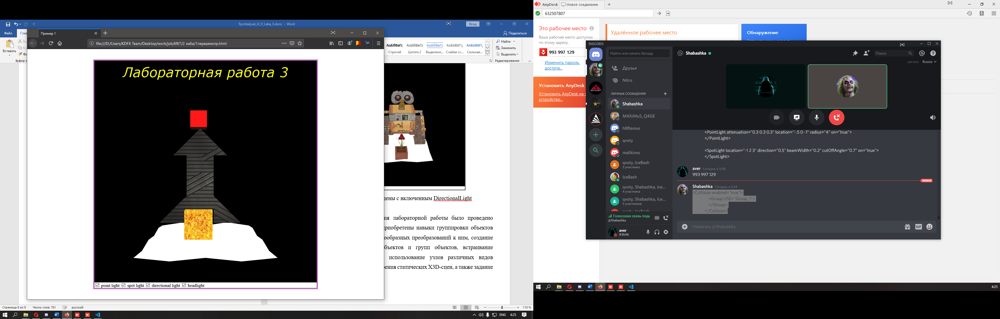 Tsymbalyuk_A_V_Laba_3.docx - Word
Вход
Файл
Глав
Поделиться
Вставить
Буфер о
АаБбВвГг,
АаБбВвГг
АаБбВвГг
АаБбВвГг,
АаБбВвГг,
Строгий
Цитата 2
Выделенн...
Слабая сс...
Сильная...
Найти
Заменить
Выделить
Редактирование
Пример 1
file:///D:/Users/KDFX Team/Desktop/work/job/ИКТ/2 лаба/1перваяиспр.html
Лабораторная работа 3
point light
spot light
directional light
headlight
WALL
цены с включенным DirectionalLight
ия лабораторной работы было проведено
приобретены навыки группировки объектов
ообразных преобразований к ним, создание
бъектов и групп объектов, встраивание
использование узлов различных видов
рения статических X3D-сцен, а также задание
Страница 8 из 9
Число слов: 781
русский
110 %
ENG
4:25
AnyDesk
Новое соединение
632507807
Это рабочее место
Ваше рабочее место доступно
по этому адресу.
993 997 129
Изменить пароль
доступа...
Установить AnyDesk
Установить AnyDesk на э
устройство...
Удалённое рабочее место
Обнаружение
DISCORD
Найти или начать беседу
Друзья
Nitro
ЛИЧНЫЕ СООБЩЕНИЯ
Shabashka
M4XiMuS_Q4GE
h8flavour
qvoty
malikinss
qvoty, IceBash
3 участника
IceBash
qvoty, Shabashka, Ice...
4 участника
qvoty, Shabashka, Ice...
5 участников
Голосовая связь подк
@Shabashka
aver
#3646
Shabashka
Поиск
регион
Russia
<PointLight attenuation="0.3 0.3 0.3" location="-.5 0 -1" radius="4" on="true">
</PointLight>
<SpotLight location="-1 2 3" direction="0.5" beamWidth="0.2" cutOffAngle="0.7" on="true">
</SpotLight>
aver Сегодня, в 3:08
993 997 129
НОВОЕ
Shabashka Сегодня, в 3:44
<Collision enabled="true">
<Group USE="Group_1">
</Group>
</Collision>
Написать @Shabashka
GIF
4:25